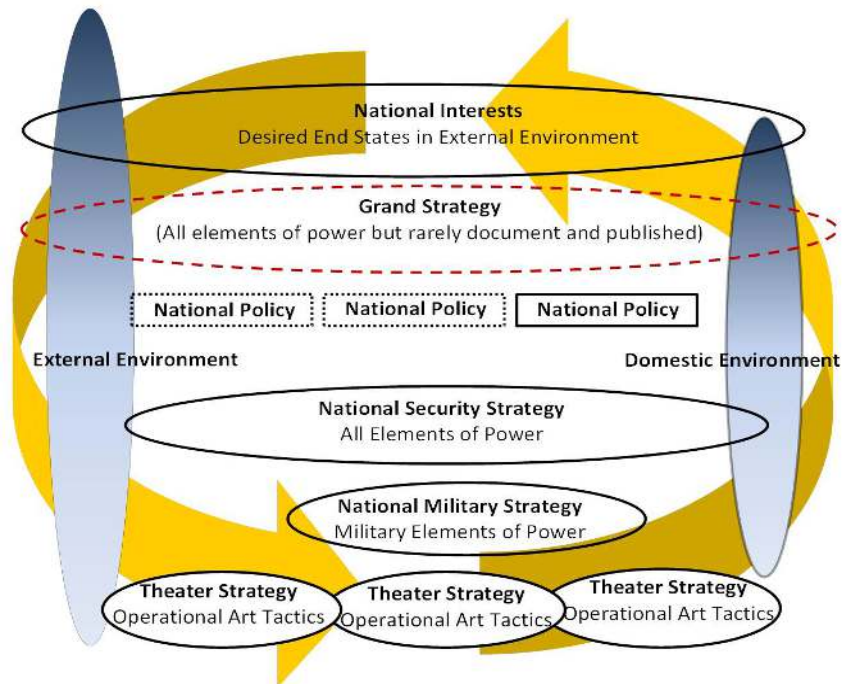 National Interests
Desired End States in External Environment
Grand Strategy
(All elements of power but rarely document and published)
National Policy
National Policy
National Policy
External Environment
Domestic Environment
National Security Strategy
All Elements of Power
National Military Strategy
Military Elements of Power
Theater Strategy
Operational Art Tactics
Theater Strategy
Operational Art Tactics
Theater Strategy
Operational Art Tactics